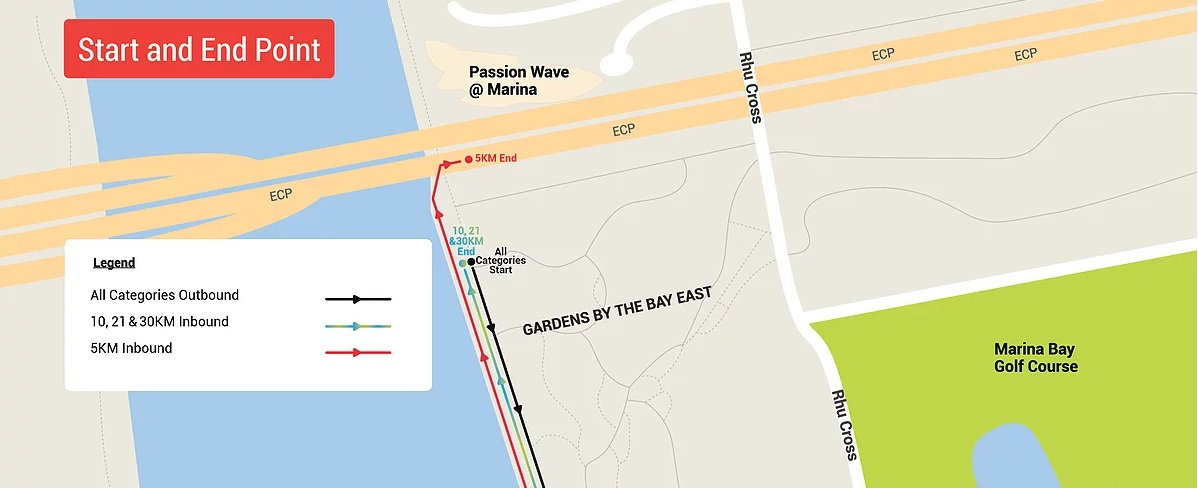 Start and End Point
Passion Wave
@ Marina
ECP
ECP
Rhu Cross
ECP
5KM End
ECP
10, 21
&30KM
End
All
Categories
Start
Legend
All Categories Outbound
10, 21 & 30KM Inbound
5KM Inbound
GARDENS BY THE BAY EAST
Marina Bay
Golf Course
Rhu Cross